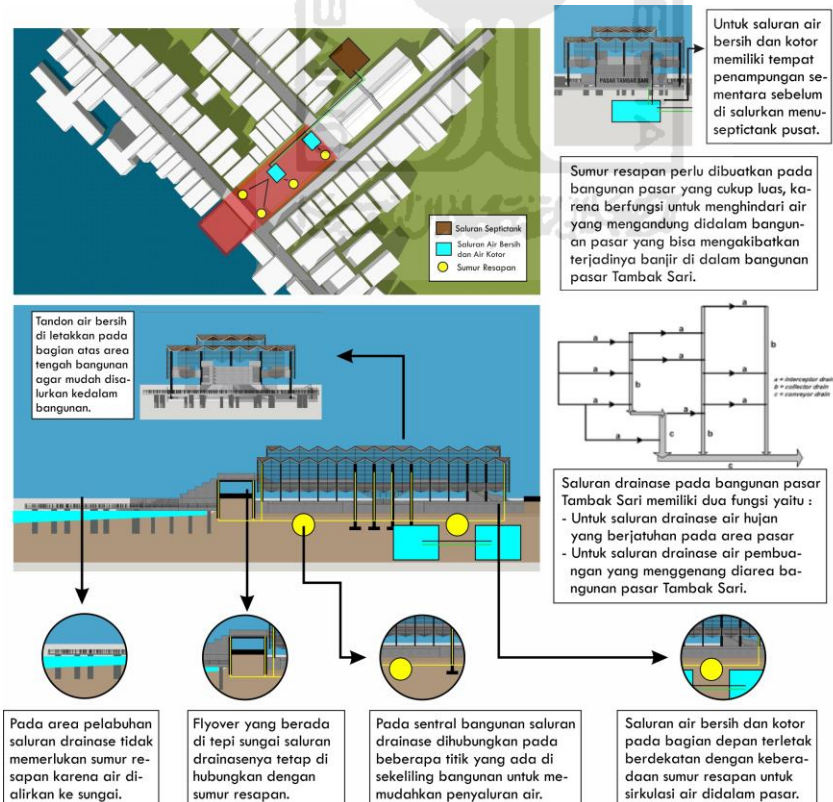 Untuk saluran air
bersih dan kotor
memiliki tempat
penampungan se-
mentara sebelum
di salurkan menu-
septictank pusat.
PASAR TAMBAK SARI
Saluran Septictank
Saluran Air Bersih
dan Air Kotor
Sumur Resapan
Sumur resapan perlu dibuatkan pada
bangunan pasar yang cukup luas, ka-
rena berfungsi untuk menghindari air
yang mengandung didalam bangun-
an pasar yang bisa mengakibatkan
terjadinya banjir di dalam bangunan
pasar Tambak Sari.
Tandon air bersih
di letakkan pada
bagian atas area
tengah bangunan
agar mudah disa-
lurkan kedalam
bangunan.
a
a
a
b
a
a
a
b
a
a
a
a
c
b
c
a = interceptor drain
b = collector drain
c = conveyor drain
Saluran drainase pada bangunan pasar
Tambak Sari memiliki dua fungsi yaitu :
- Untuk saluran drainase air hujan
yang berjatuhan pada area pasar
- Untuk saluran drainase air pembua-
ngan yang menggenang diarea ba-
ngunan pasar Tambak Sari.
Pada area pelabuhan
saluran drainase tidak
memerlukan sumur re-
sapan karena air di-
alirkan ke sungai.
Flyover yang berada
di tepi sungai saluran
drainasenya tetap di
hubungkan dengan
sumur resapan.
Pada sentral bangunan saluran
drainase dihubungkan pada
beberapa titik yang ada di
sekeliling bangunan untuk me-
mudahkan penyaluran air.
Saluran air bersih dan kotor
pada bagian depan terletak
berdekatan dengan kebera-
daan sumur resapan untuk
sirkulasi air didalam pasar.